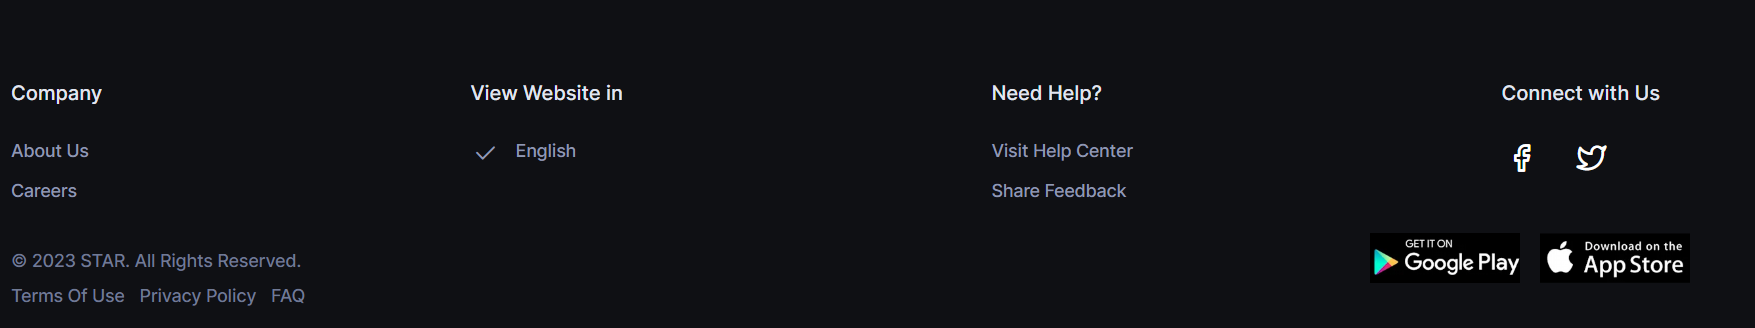 Company
About Us
Careers
View Website in
English
Need Help?
Visit Help Center
Share Feedback
Connect with Us
© 2023 STAR. All Rights Reserved.
Terms Of Use Privacy Policy FAQ
GET IT ON
Google Play
Download on the
App Store